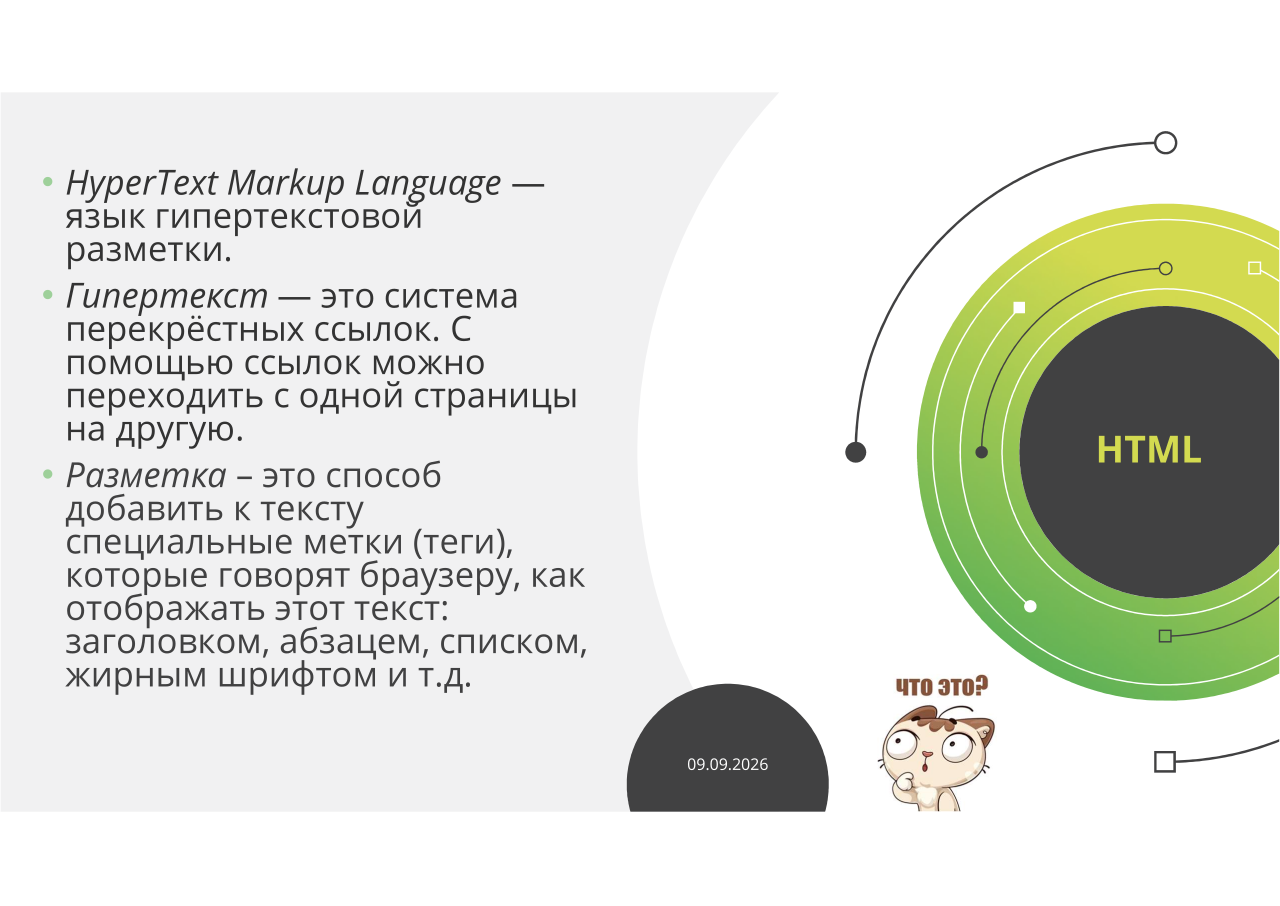 • HyperText Markup Language —
язык гипертекстовой
разметки.
• Гипертекст — это система
перекрёстных ссылок. С
помощью ссылок можно
переходить с одной страницы
на другую.
• Разметка – это способ
добавить к тексту
специальные метки (теги),
которые говорят браузеру, как
отображать этот текст:
заголовком, абзацем, списком,
жирным шрифтом и т.д.
HTML
ЧТО ЭТО?
09.09.2026